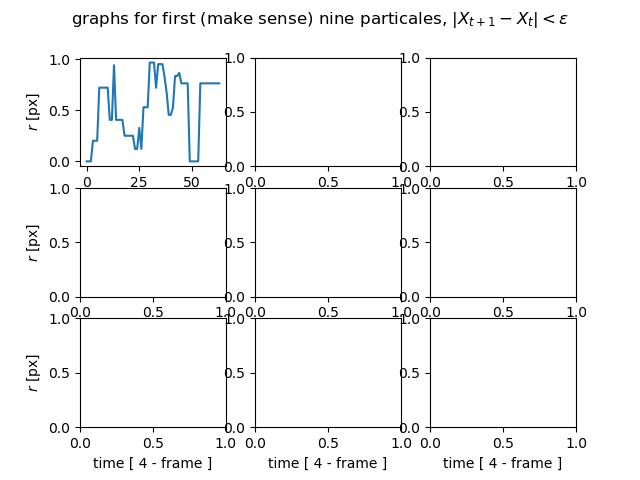 graphs for first (make sense) nine particales, |X_{t+1} − X_t| < ε
1.0 1.0 1.0
r [px] 0.5 0.5 0.5
0.0 0.0 0.0
0 25 50 0.0 0.5 1.0 0.0 0.5 1.0
1.0 1.0 1.0
r [px] 0.5 0.5 0.5
0.0 0.0 0.0
0.0 0.5 1.0 0.0 0.5 1.0 0.0 0.5 1.0
1.0 1.0 1.0
r [px] 0.5 0.5 0.5
0.0 0.0 0.0
0.0 0.5 1.0 0.0 0.5 1.0 0.0 0.5 1.0
time [ 4 - frame ] time [ 4 - frame ] time [ 4 - frame ]